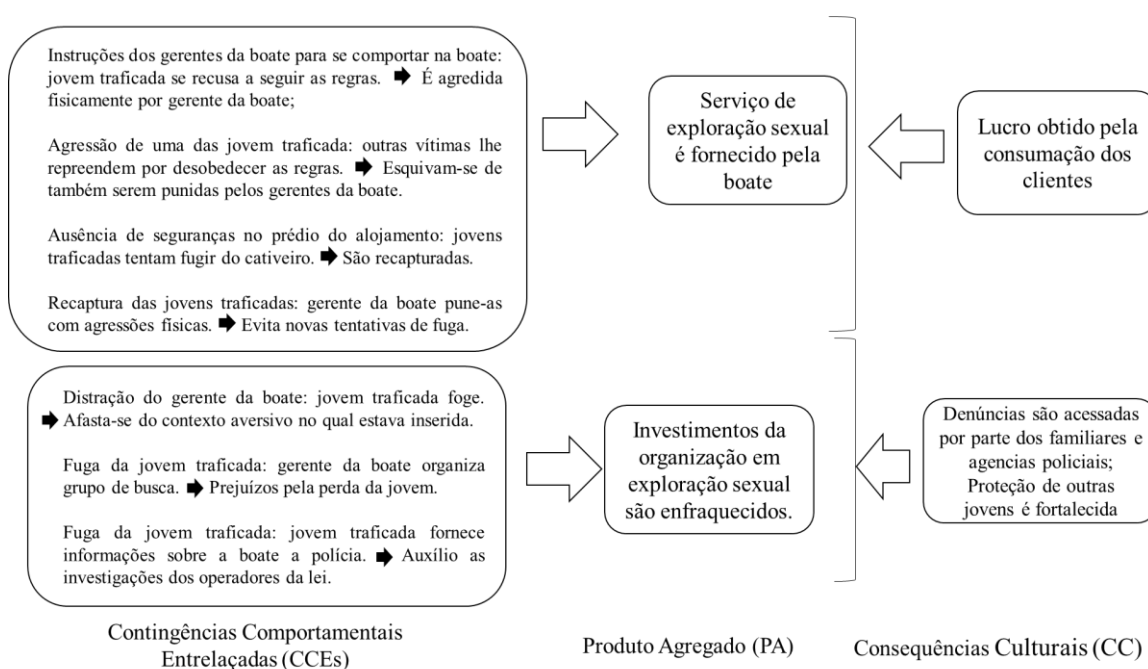 Instruções dos gerentes da boate para se comportar na boate:
jovem traficada se recusa a seguir as regras. ➡ É agredida
fisicamente por gerente da boate;
Agressão de uma das jovem traficada: outras vítimas lhe
repreendem por desobedecer as regras. ➡ Esquivam-se de
também serem punidas pelos gerentes da boate.
Ausência de seguranças no prédio do alojamento: jovens
traficadas tentam fugir do cativeiro. ➡ São recapturadas.
Recaptura das jovens traficadas: gerente da boate pune-as
com agressões físicas. ➡ Evita novas tentativas de fuga.
Serviço de
exploração sexual
é fornecido pela
boate
Lucro obtido pela
consumação dos
clientes
Distração do gerente da boate: jovem traficada foge.
➡ Afasta-se do contexto aversivo no qual estava inserida.
Fuga da jovem traficada: gerente da boate organiza
grupo de busca. ➡ Prejuízos pela perda da jovem.
Fuga da jovem traficada: jovem traficada fornece
informações sobre a boate a polícia. ➡ Auxílio as
investigações dos operadores da lei.
Investimentos da
organização em
exploração sexual
são enfraquecidos.
Denúncias são acessadas
por parte dos familiares e
agencias policiais;
Proteção de outras
jovens é fortalecida
Contingências Comportamentais
Entrelaçadas (CCEs)
Produto Agregado (PA)
Consequências Culturais (CC)